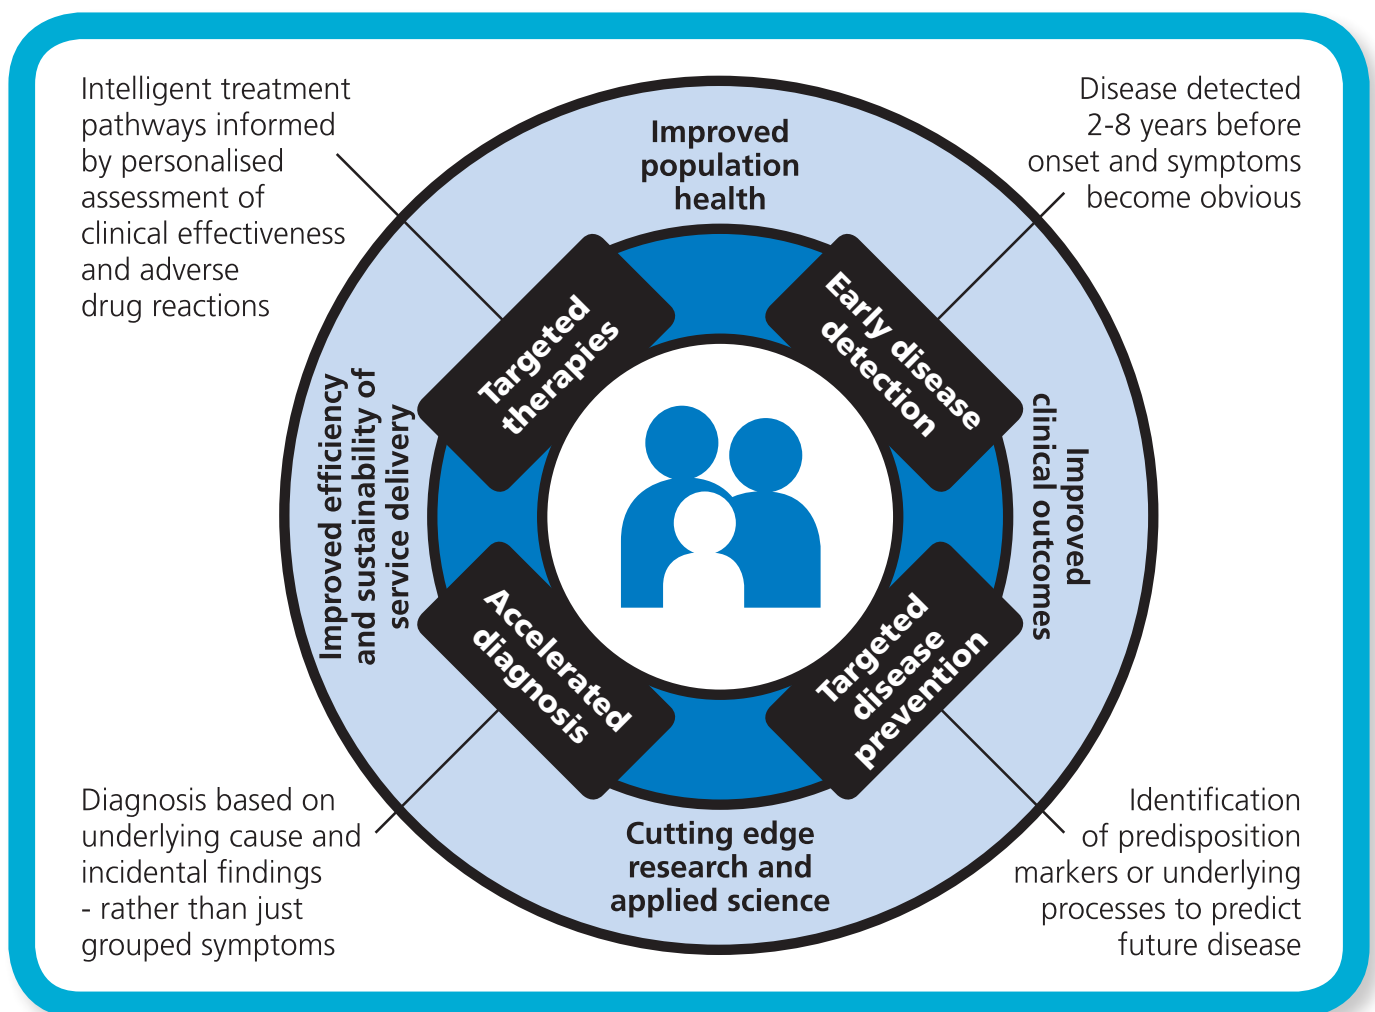 Intelligent treatment
pathways informed
by personalised
assessment of
clinical effectiveness
and adverse
drug reactions
Improved
population
health
Disease detected
2-8 years before
onset and symptoms
become obvious
Targeted
therapies
Early disease
detection
Improved efficiency
and sustainability of
service delivery
Improved
clinical outcomes
Accelerated
diagnosis
Targeted
disease
prevention
Diagnosis based on
underlying cause and
incidental findings
- rather than just
grouped symptoms
Cutting edge
research and
applied science
Identification
of predisposition
markers or underlying
processes to predict
future disease